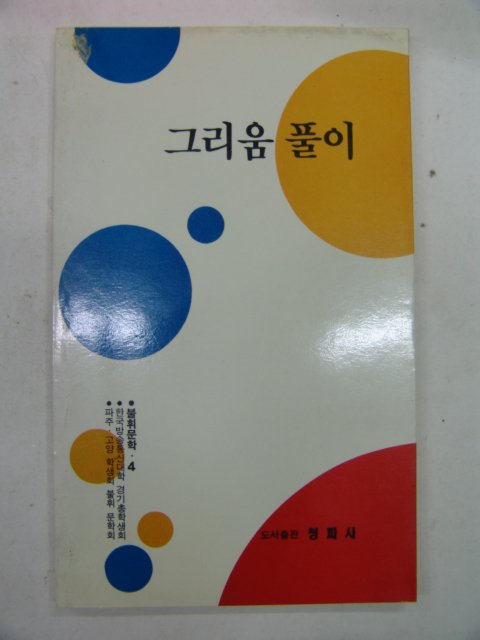 그리움 풀이
● 불휘문학 · 4
● 한국방송통신대학 경기총학생회
● 파주 · 고양 학생회 불휘 문학회
도서출판 청파사